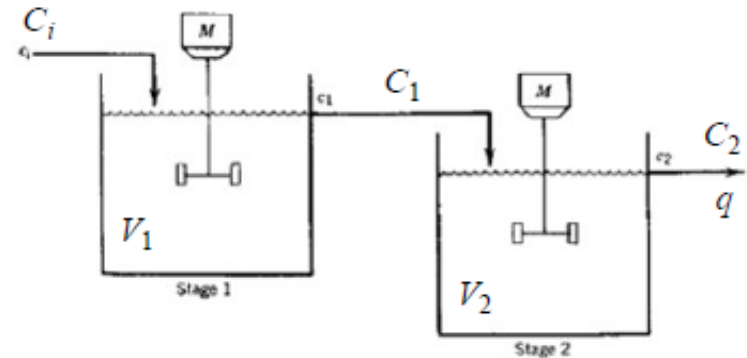 C_i
c_i
M
c_1
C_1
M
C_2
c_2
q
V_1
V_2
Stage 1
Stage 2